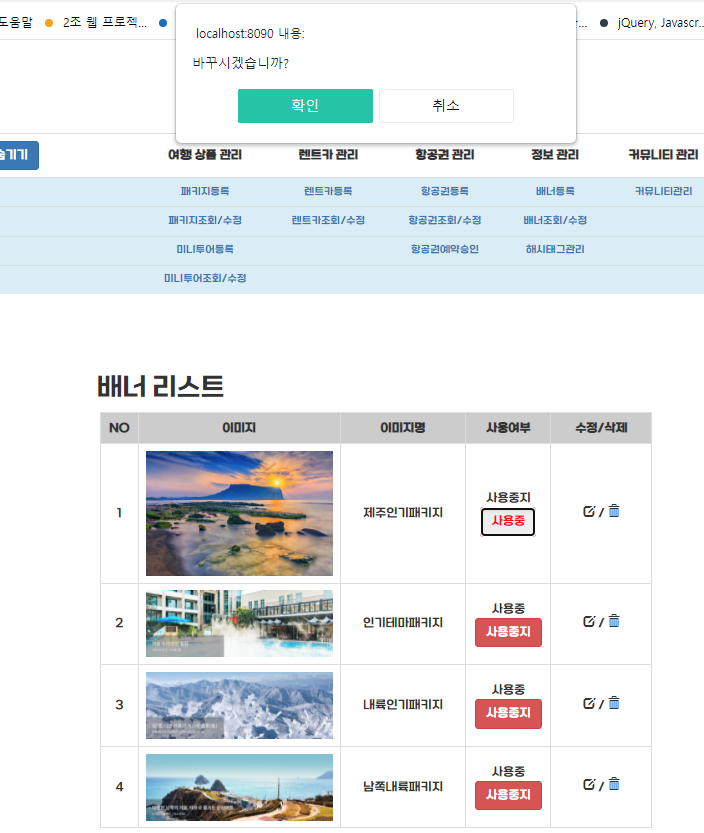 도움말 2조 웹 프로젝... ... jQuery, Javascr...
localhost:8090 내용:
바꾸시겠습니까?
확인 취소
숨기기 여행 상품 관리 렌트카 관리 항공권 관리 정보 관리 커뮤니티 관리
패키지등록 렌트카등록 항공권등록 배너등록 커뮤니티관리
패키지조회/수정 렌트카조회/수정 항공권조회/수정 배너조회/수정
미니투어등록 항공권예약승인 해시태그관리
미니투어조회/수정
배너 리스트
NO 이미지 이미지명 사용여부 수정/삭제
1 제주인기패키지 사용중지 /
사용중
2 인기테마패키지 사용중 /
사용중지
3 내륙인기패키지 사용중 /
사용중지
4 남쪽내륙패키지 사용중 /
사용중지